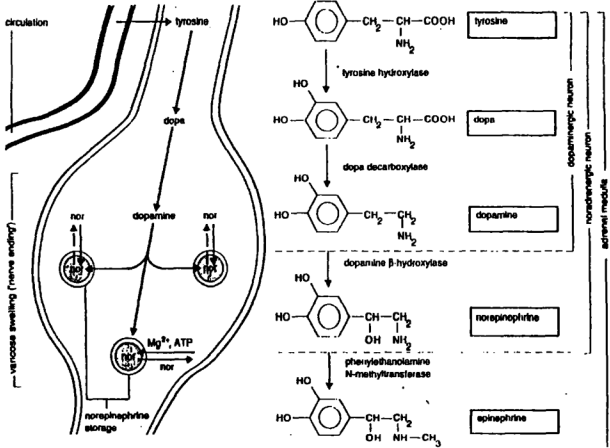 circulation
tyrosine
dopa
dopamine
nor
nor
nor
nor
nor
Mg²⁺, ATP
nor
norepinephrine
storage
varicose swelling ('nerve ending')
HO
CH₂ CH COOH
NH₂
tyrosine
tyrosine hydroxylase
HO
HO
CH₂ CH COOH
NH₂
dopa
dopa decarboxylase
HO
HO
CH₂ CH₂
NH₂
dopamine
dopamine β-hydroxylase
HO
HO
CH CH₂
OH NH₂
norepinephrine
phenylethanolamine
N-methyltransferase
HO
HO
CH CH₂
OH NH CH₃
epinephrine
dopaminergic neuron
noradrenergic neuron
adrenal medulla